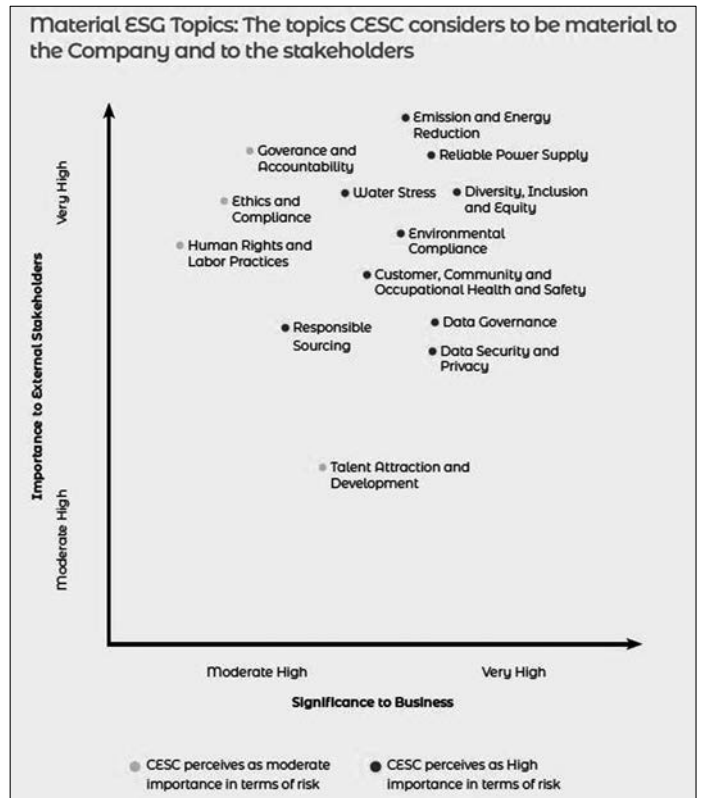 Material ESG Topics: The topics CESC considers to be material to
the Company and to the stakeholders
Emission and Energy
Reduction
Goverance and
Accountability
Reliable Power Supply
Water Stress
Diversity, Inclusion
and Equity
Ethics and
Compliance
Environmental
Compliance
Human Rights and
Labor Practices
Customer, Community and
Occupational Health and Safety
Responsible
Sourcing
Data Governance
Data Security and
Privacy
Talent Attraction and
Development
Very High
Importance to External Stakeholders
Moderate High
Moderate High
Very High
Significance to Business
CESC perceives as moderate
importance in terms of risk
CESC perceives as High
importance in terms of risk